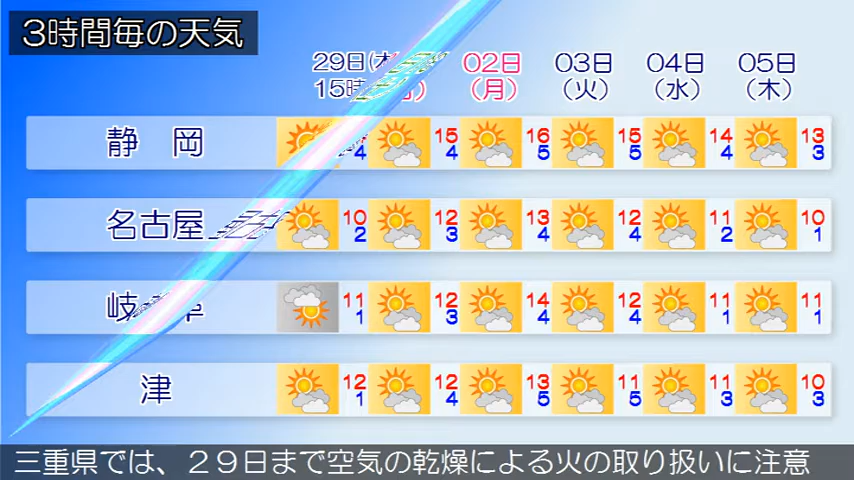 3時間毎の天気
29日(木 02日 03日 04日 05日
15時 (月) (火) (水) (木)
静岡 4 15 4 16 5 15 5 14 4 13 3
名古屋 10 2 12 3 13 4 12 4 11 2 10 1
岐阜 11 1 12 3 14 4 12 4 11 1 11 1
津 12 1 12 4 13 5 11 5 11 3 10 3
三重県では、29日まで空気の乾燥による火の取り扱いに注意